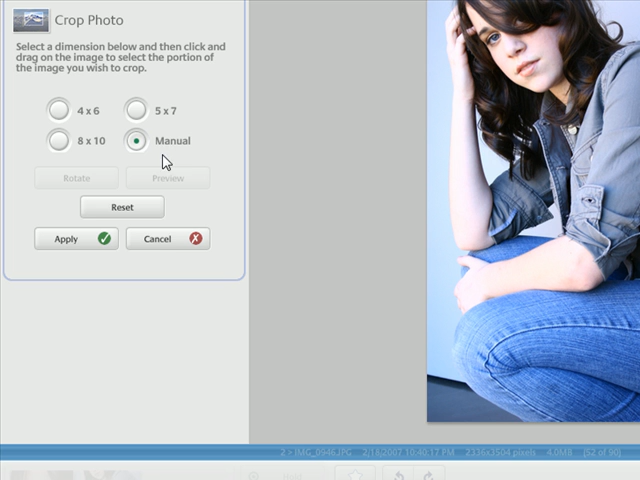 Crop Photo
Select a dimension below and then click and
drag on the image to select the portion of
the image you wish to crop.
4 x 6
5 x 7
8 x 10
Manual
Rotate
Preview
Reset
Apply
Cancel
2 > IMG_0946.JPG 2/18/2007 10:40:17 PM 2336x3504 pixels 4.0MB [52 of 90]